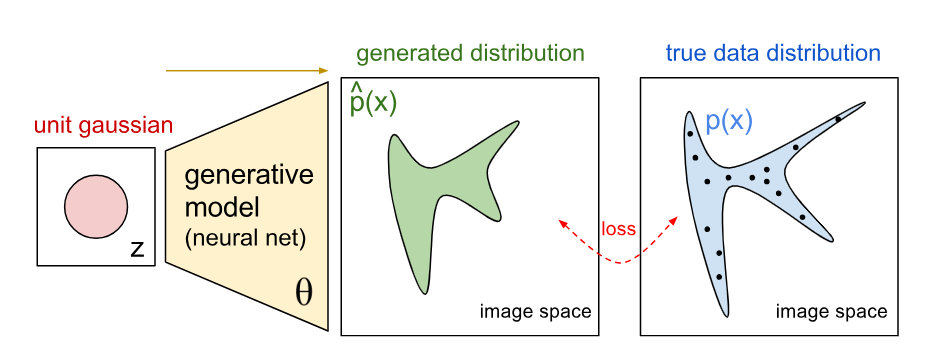 unit gaussian
z
generative
model
(neural net)
θ
generated distribution
p̂(x)
image space
loss
true data distribution
p(x)
image space